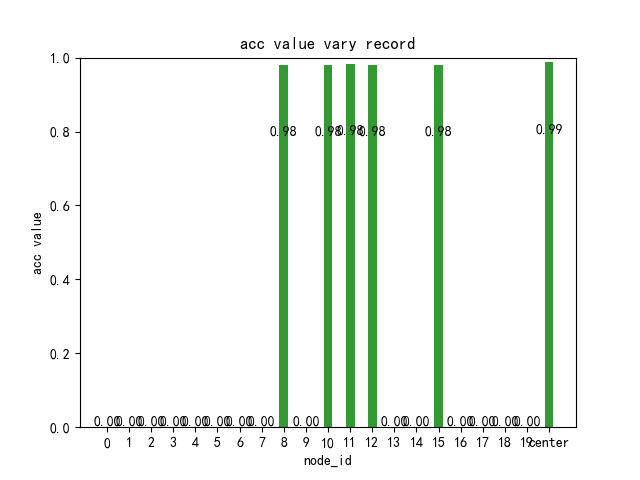 acc value vary record
acc value
1.0
0.8
0.6
0.4
0.2
0.0
0.98 0.98 0.98 0.98 0.98 0.99
0.00 0.00 0.00 0.00 0.00 0.00 0.00 0.00 0.00 0.00 0.00 0.00 0.00 0.00 0.00
0 1 2 3 4 5 6 7 8 9 10 11 12 13 14 15 16 17 18 19 center
node_id